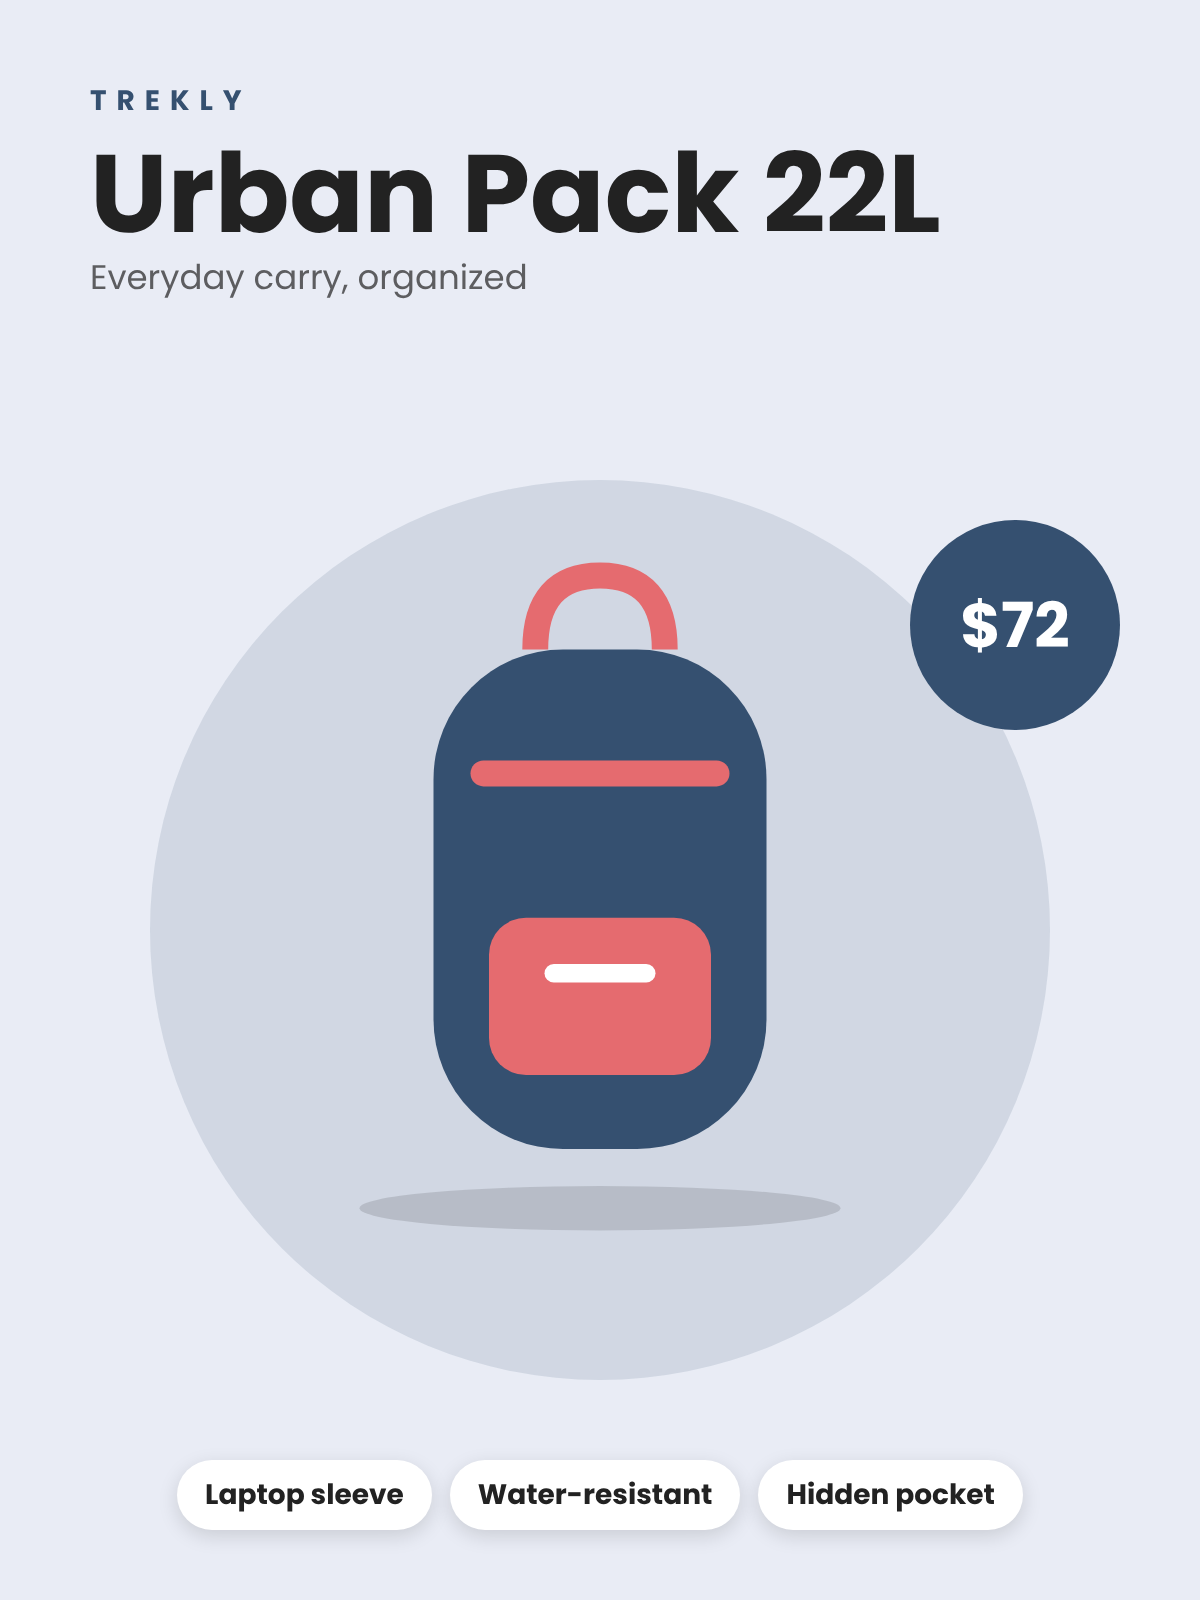 TREKLY
Urban Pack 22L
Everyday carry, organized
$72
Laptop sleeve
Water-resistant
Hidden pocket